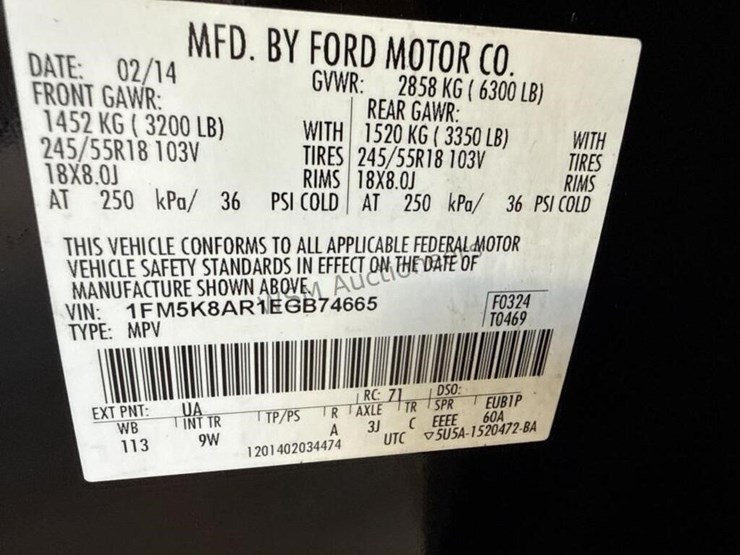 MFD. BY FORD MOTOR CO.
DATE: 02/14 GVWR: 2858 KG ( 6300 LB)
FRONT GAWR: REAR GAWR:
1452 KG ( 3200 LB) WITH 1520 KG ( 3350 LB) WITH
245/55R18 103V TIRES 245/55R18 103V TIRES
18X8.0J RIMS 18X8.0J RIMS
AT 250 kPa/ 36 PSI COLD AT 250 kPa/ 36 PSI COLD
THIS VEHICLE CONFORMS TO ALL APPLICABLE FEDERAL MOTOR
VEHICLE SAFETY STANDARDS IN EFFECT ON THE DATE OF
MANUFACTURE SHOWN ABOVE.
VIN: 1FM5K8AR1EGB74665 F0324
TYPE: MPV T0469
EXT PNT: UA RC: 71 DSO:
WB INT TR TP/PS R AXLE TR SPR EUB1P
113 9W A 3J C EEEE 60A
1201402034474 UTC ▽5U5A-1520472-BA